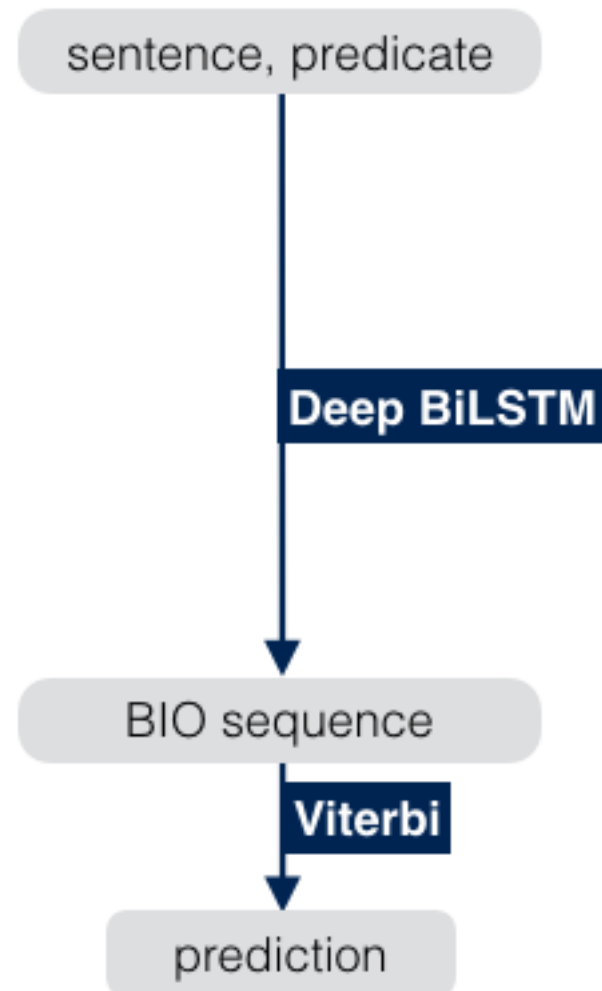 sentence, predicate
Deep BiLSTM
BIO sequence
Viterbi
prediction